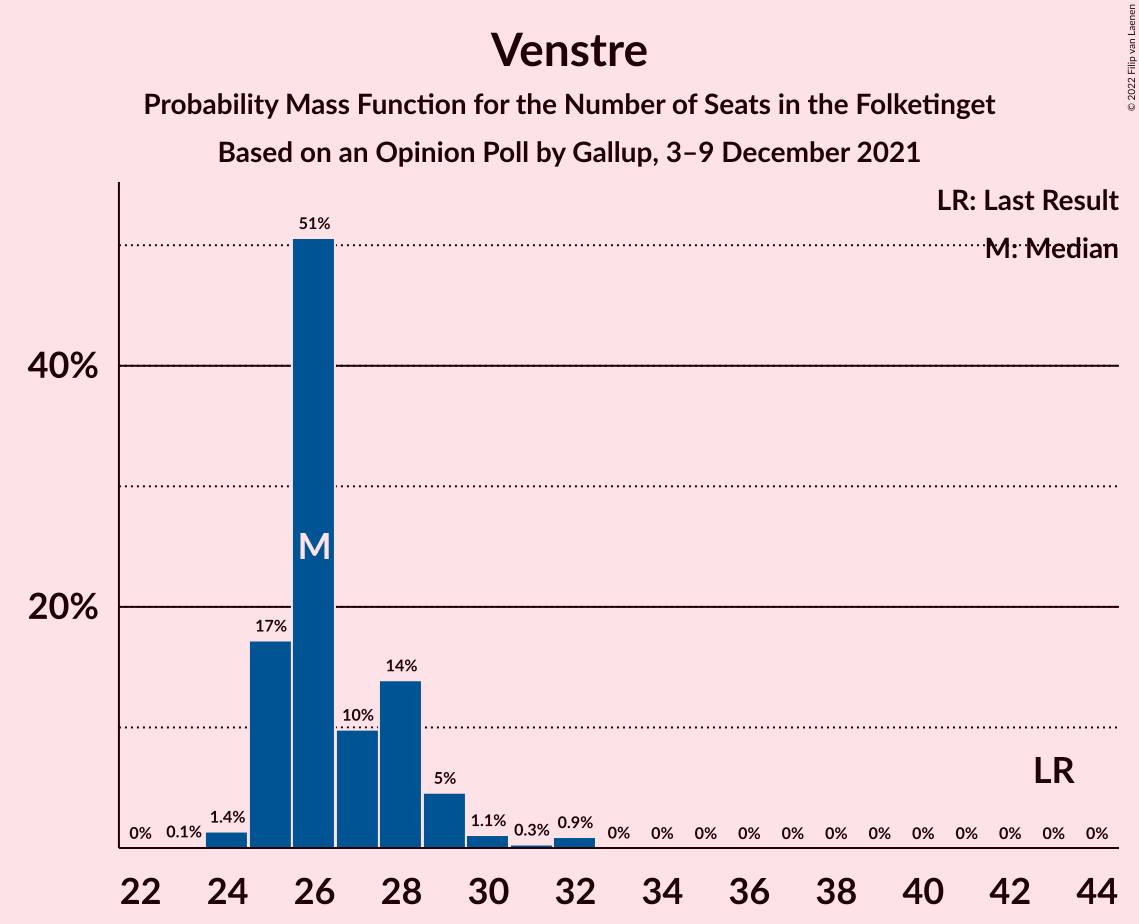 Venstre
Probability Mass Function for the Number of Seats in the Folketinget
Based on an Opinion Poll by Gallup, 3–9 December 2021
© 2022 Filip van Laenen
LR: Last Result
M: Median
40%
20%
0%
0.1%
1.4%
17%
51%
M
10%
14%
5%
1.1%
0.3%
0.9%
0%
0%
0%
0%
0%
0%
0%
0%
0%
0%
0%
0%
LR
22 24 26 28 30 32 34 36 38 40 42 44